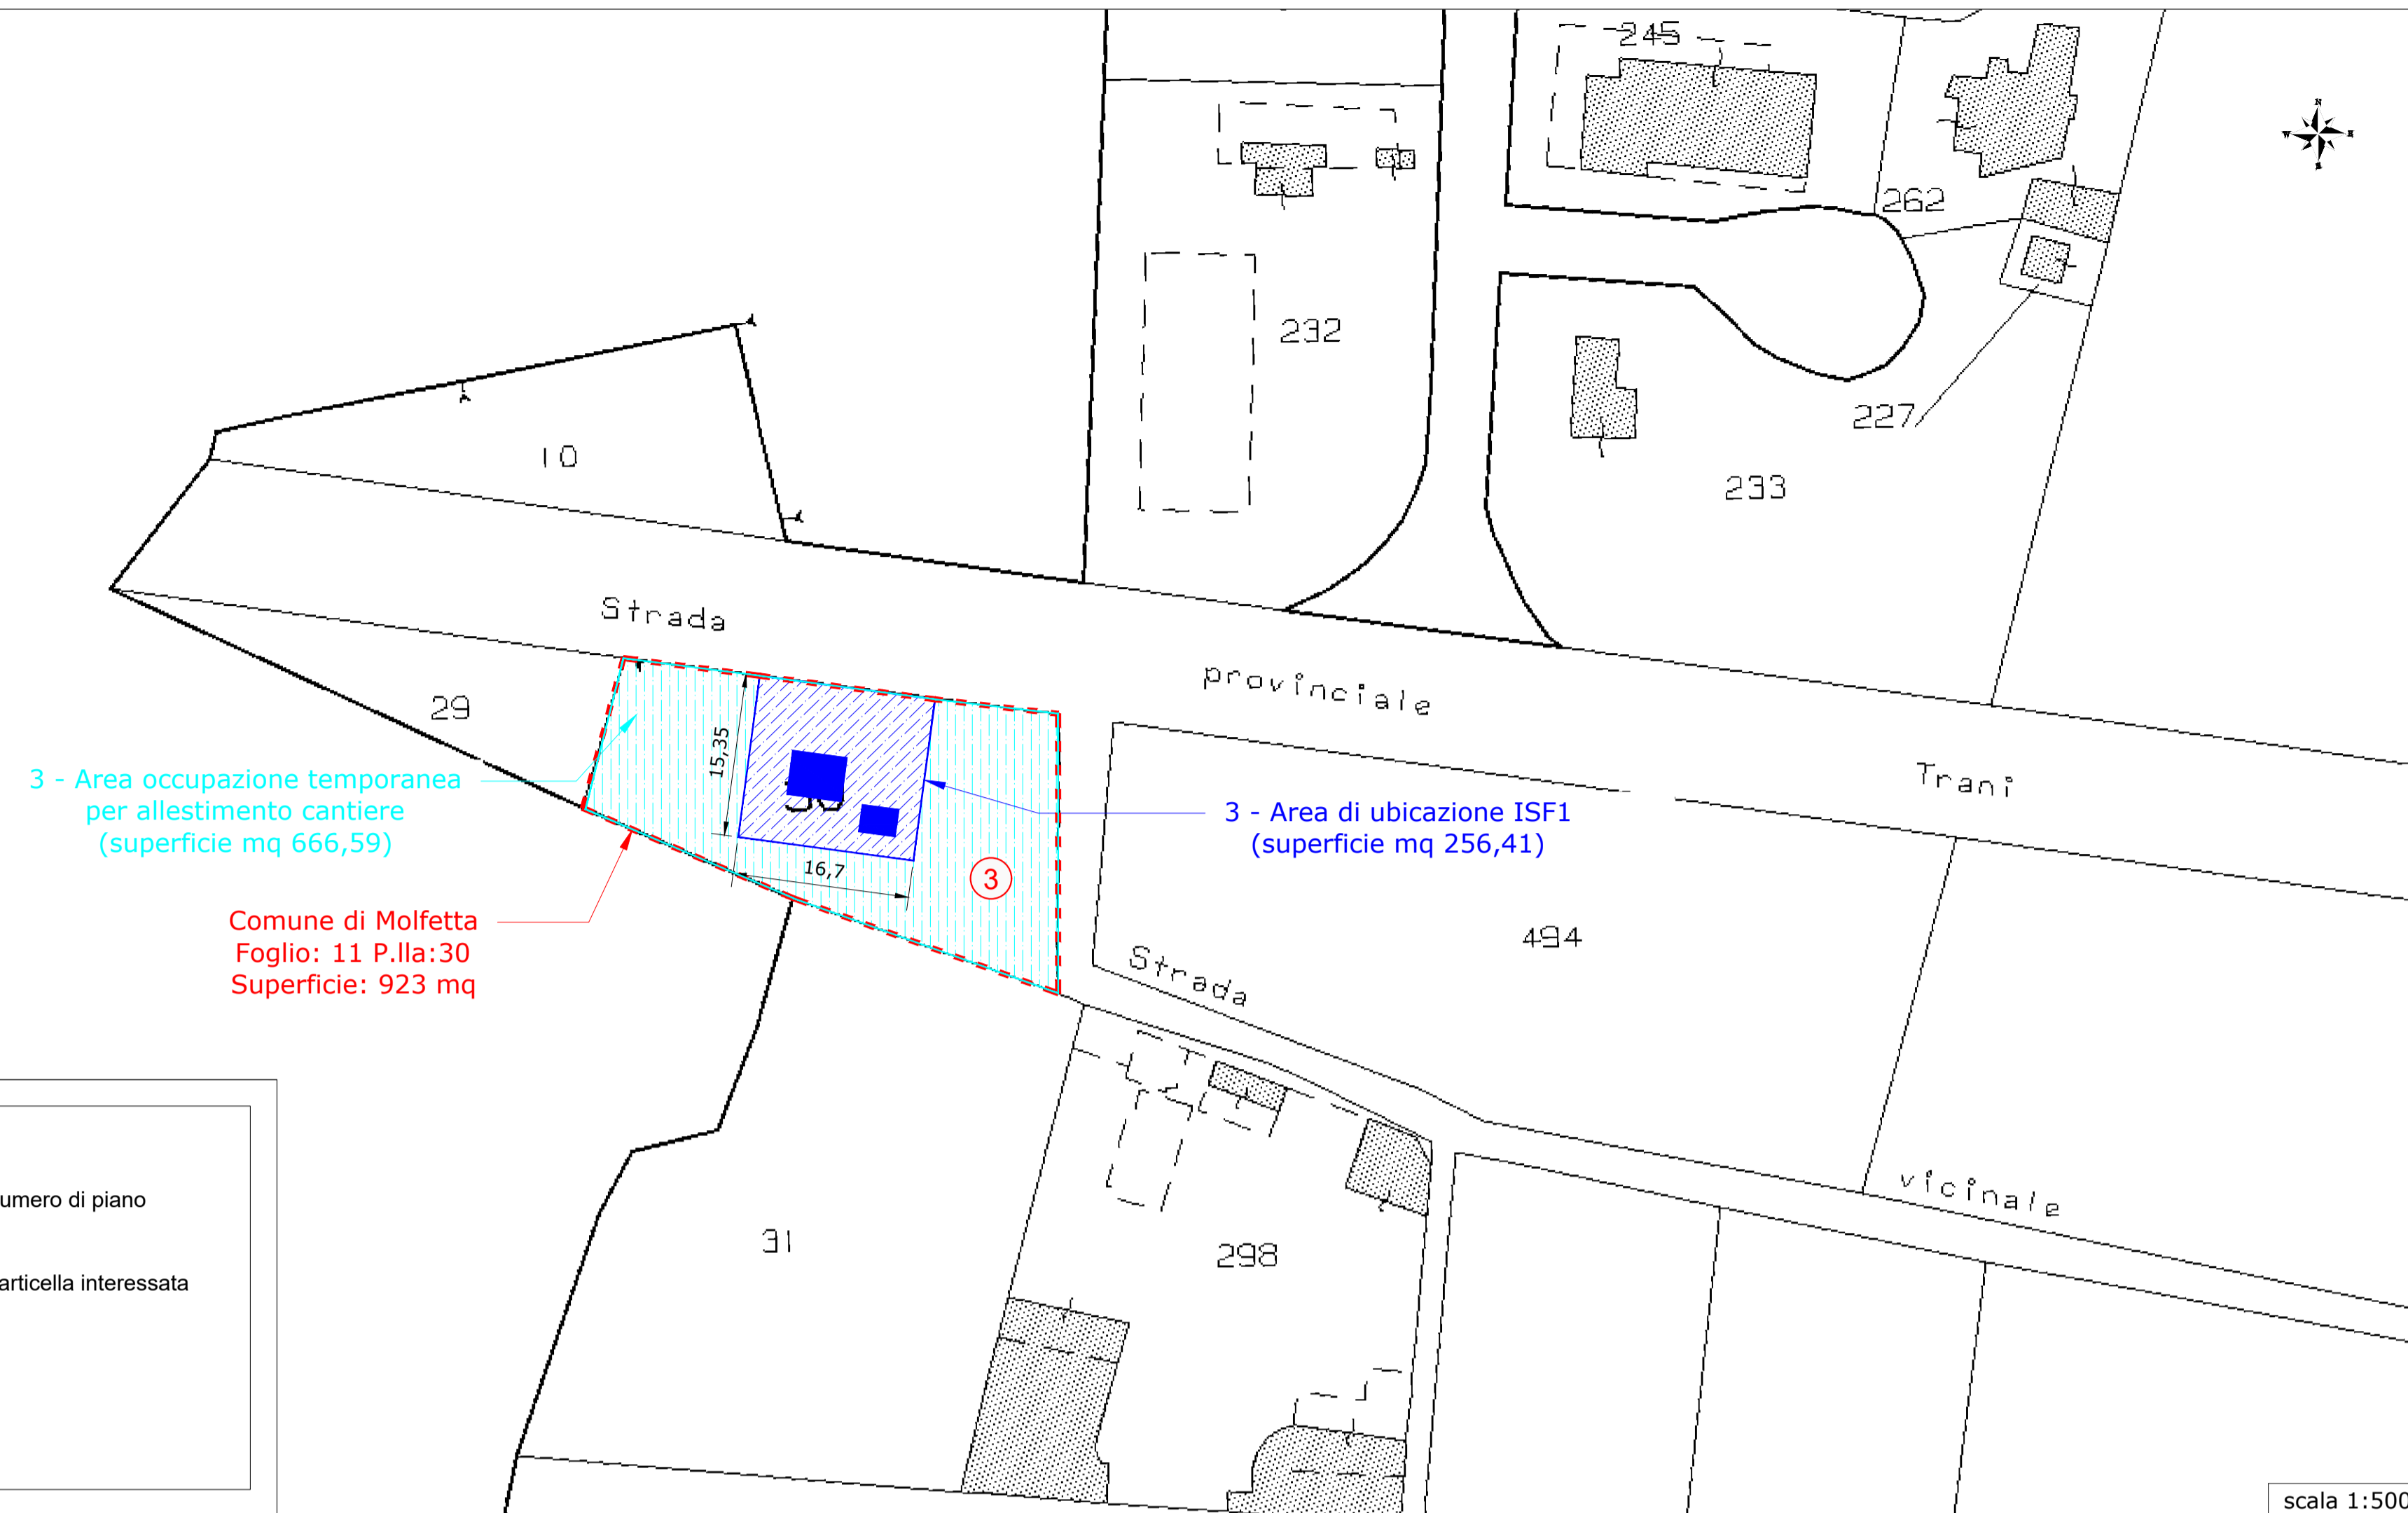 245
N
W
E
S
262
232
227
10
233
Strada
provinciale
Trani
29
15,35
3 - Area occupazione temporanea
per allestimento cantiere
(superficie mq 666,59)
3 - Area di ubicazione ISF1
(superficie mq 256,41)
16,7
3
Comune di Molfetta
Foglio: 11 P.lla:30
Superficie: 923 mq
494
Strada
vicinale
umero di piano
31
298
articella interessata
scala 1:500